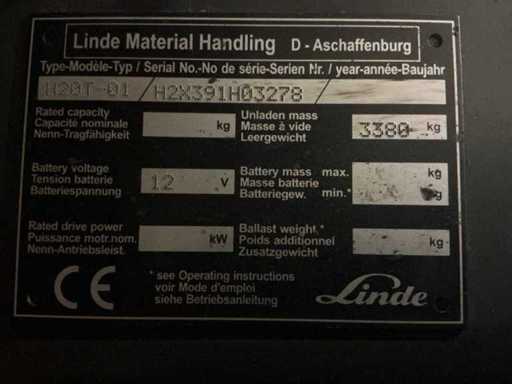 Linde Material Handling D - Aschaffenburg
Type-Modèle-Typ / Serial No.-No de série-Serien Nr. / year-année-Baujahr
H20T-01 / H2X391H03278 /
Rated capacity
Capacité nominale kg
Nenn-Tragfähigkeit
Unladen mass
Masse à vide 3380 kg
Leergewicht
Battery voltage
Tension batterie 12 V
Batteriespannung
Battery mass max. kg
Masse batterie
Batteriegew. min.*
Rated drive power
Puissance motr.nom. kW
Nenn-Antriebsleist.
Ballast weight.*
Poids additionnel kg
Zusatzgewicht
CE
* see Operating instructions
voir Mode d'emploi
siehe Betriebsanleitung
Linde